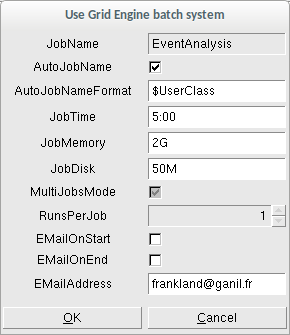 Use Grid Engine batch system
JobName EventAnalysis
AutoJobName
AutoJobNameFormat $UserClass
JobTime 5:00
JobMemory 2G
JobDisk 50M
MultiJobsMode
RunsPerJob 1
EMailOnStart
EMailOnEnd
EMailAddress frankland@ganil.fr
OK Cancel